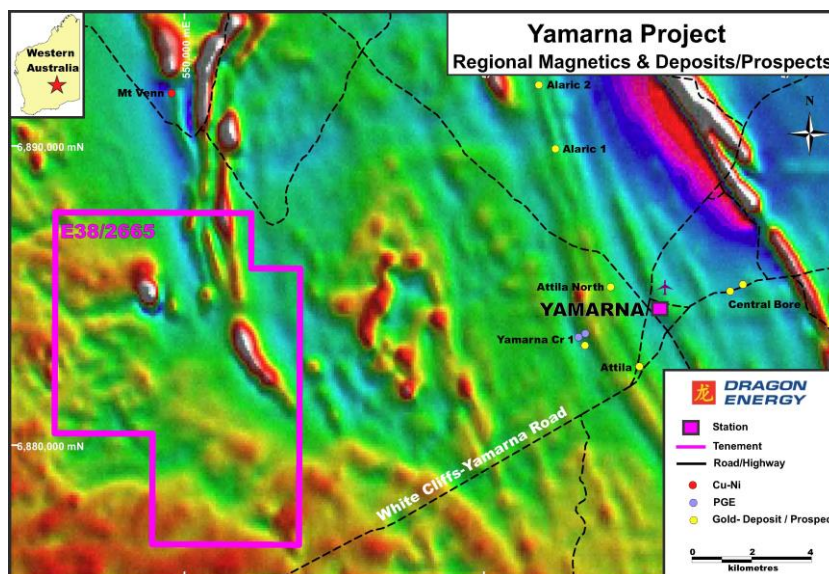 Yamarna Project
Regional Magnetics & Deposits/Prospects
Western
Australia
550,000 mE
Mt Venn
Alaric 2
N
Alaric 1
6,890,000 mN
E38/2665
Attila North
YAMARNA
Central Bore
Yamarna Cr 1
Attila
White Cliffs-Yamarna Road
6,880,000 mN
龙 DRAGON
ENERGY
Station
Tenement
Road/Highway
Cu-Ni
PGE
Gold- Deposit / Prospect
0 2 4
kilometres